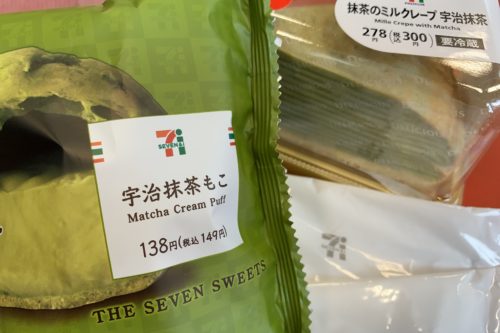 抹茶のミルクレープ 宇治抹茶
Mille Crepe with Matcha
278円(税込300円) 要冷蔵
SEVEN & i
宇治抹茶もこ
Matcha Cream Puff
138円(税込149円)
THE SEVEN SWEETS